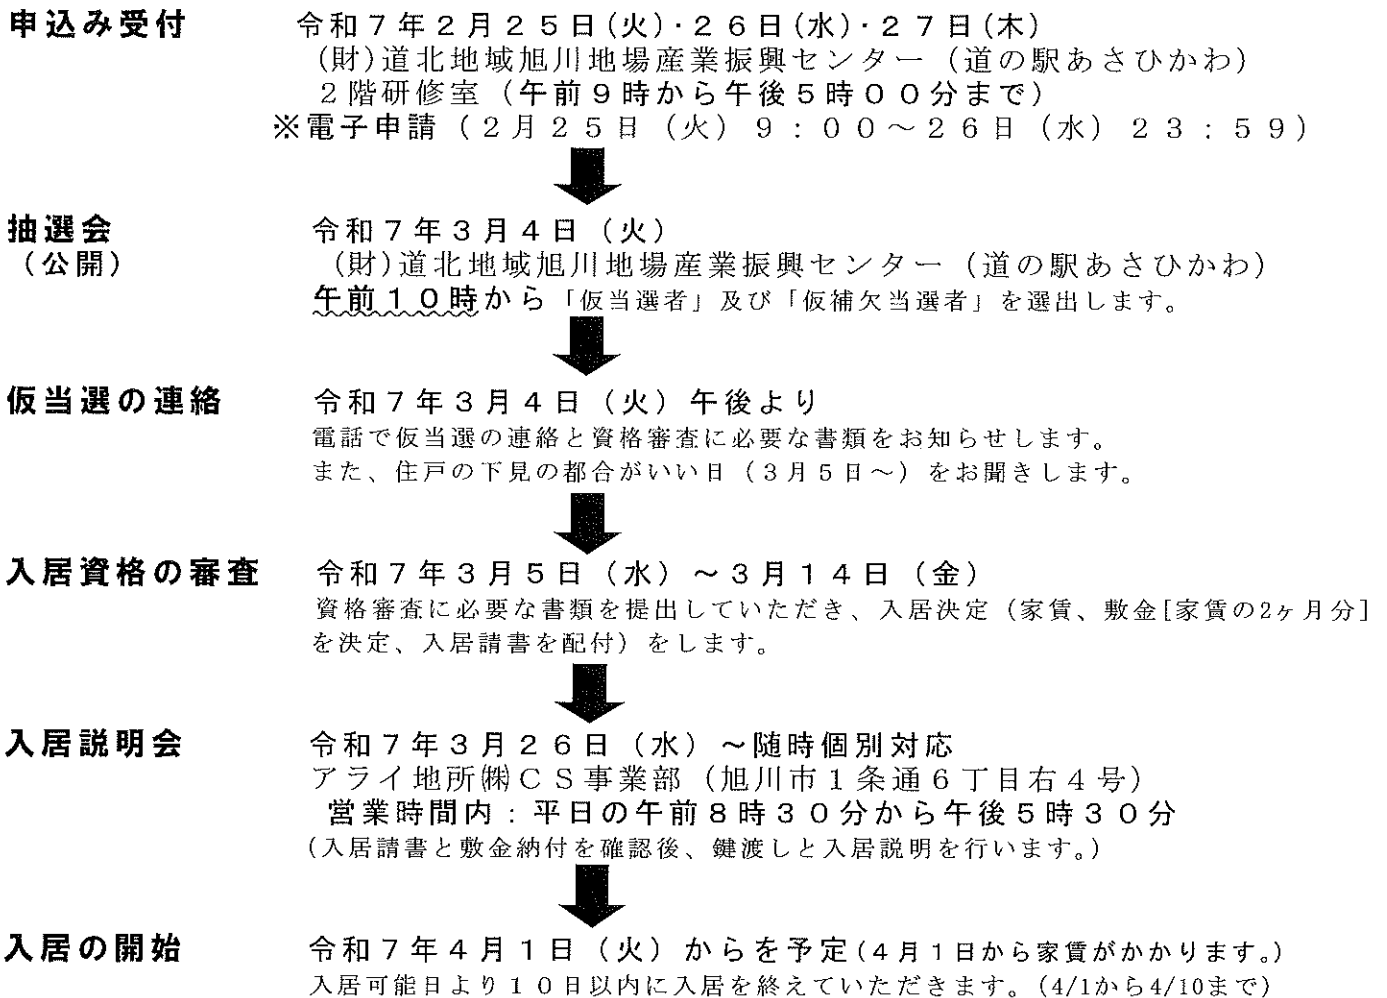 申込み受付　令和７年２月２５日(火)・２６日(水)・２７日(木)
(財)道北地域旭川地場産業振興センター（道の駅あさひかわ）
２階研修室（午前９時から午後５時００分まで）
※電子申請（２月２５日（火）９：００～２６日（水）２３：５９）
抽選会　令和７年３月４日（火）
（公開）　(財)道北地域旭川地場産業振興センター（道の駅あさひかわ）
午前１０時から「仮当選者」及び「仮補欠当選者」を選出します。
仮当選の連絡　令和７年３月４日（火）午後より
電話で仮当選の連絡と資格審査に必要な書類をお知らせします。
また、住戸の下見の都合がいい日（３月５日～）をお聞きします。
入居資格の審査　令和７年３月５日（水）～３月１４日（金）
資格審査に必要な書類を提出していただき、入居決定（家賃、敷金[家賃の2ヶ月分]
を決定、入居請書を配付）をします。
入居説明会　令和７年３月２６日（水）～随時個別対応
アライ地所㈱ＣＳ事業部（旭川市１条通６丁目右４号）
営業時間内：平日の午前８時３０分から午後５時３０分
(入居請書と敷金納付を確認後、鍵渡しと入居説明を行います。)
入居の開始　令和７年４月１日（火）からを予定(４月１日から家賃がかかります。)
入居可能日より１０日以内に入居を終えていただきます。(4/1から4/10まで)